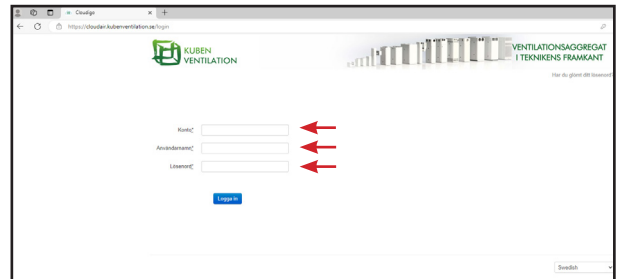 Cloudigo
https://cloudair.kubenventilation.se/login
KUBEN
VENTILATION
VENTILATIONSAGGREGAT
I TEKNIKENS FRAMKANT
Har du glömt ditt lösenord
Konto*
Användarnamn*
Lösenord*
Logga in
Swedish